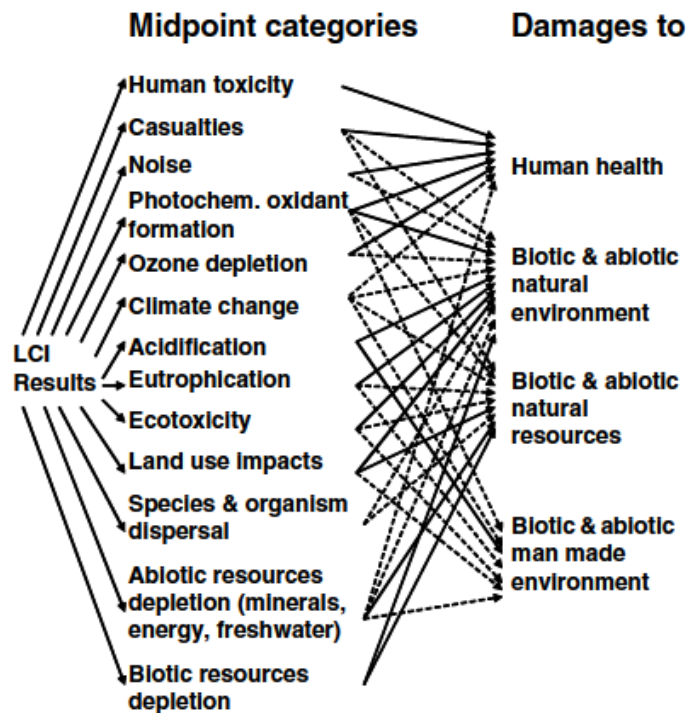 Midpoint categories
Damages to
Human toxicity
Casualties
Noise
Photochem. oxidant
formation
Ozone depletion
Climate change
Acidification
Eutrophication
Ecotoxicity
Land use impacts
Species & organism
dispersal
Abiotic resources
depletion (minerals,
energy, freshwater)
Biotic resources
depletion
LCI
Results
Human health
Biotic & abiotic
natural
environment
Biotic & abiotic
natural
resources
Biotic & abiotic
man made
environment